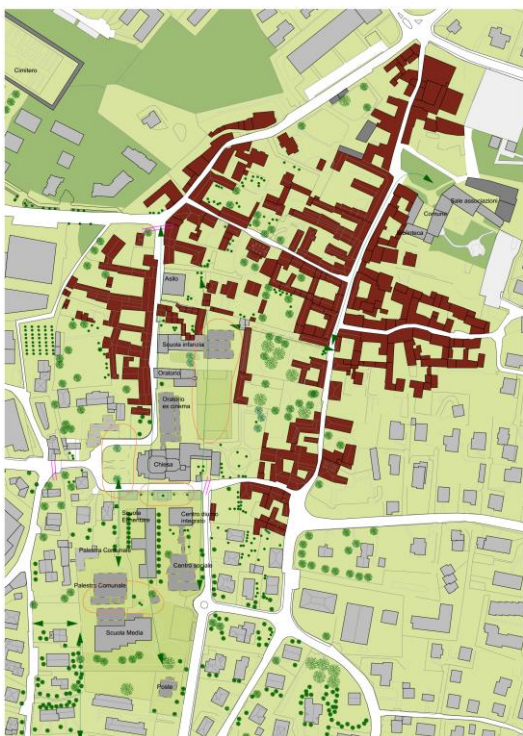 Cimitero
Sale associazioni
Comune
Biblioteca
Asilo
Scuola infanzia
Oratorio
Oratorio
ex cinema
Chiesa
Scuola
Elementare
Centro diurno
integrato
Palestra Comunale
Centro sociale
Palestra Comunale
Scuola Media
Poste